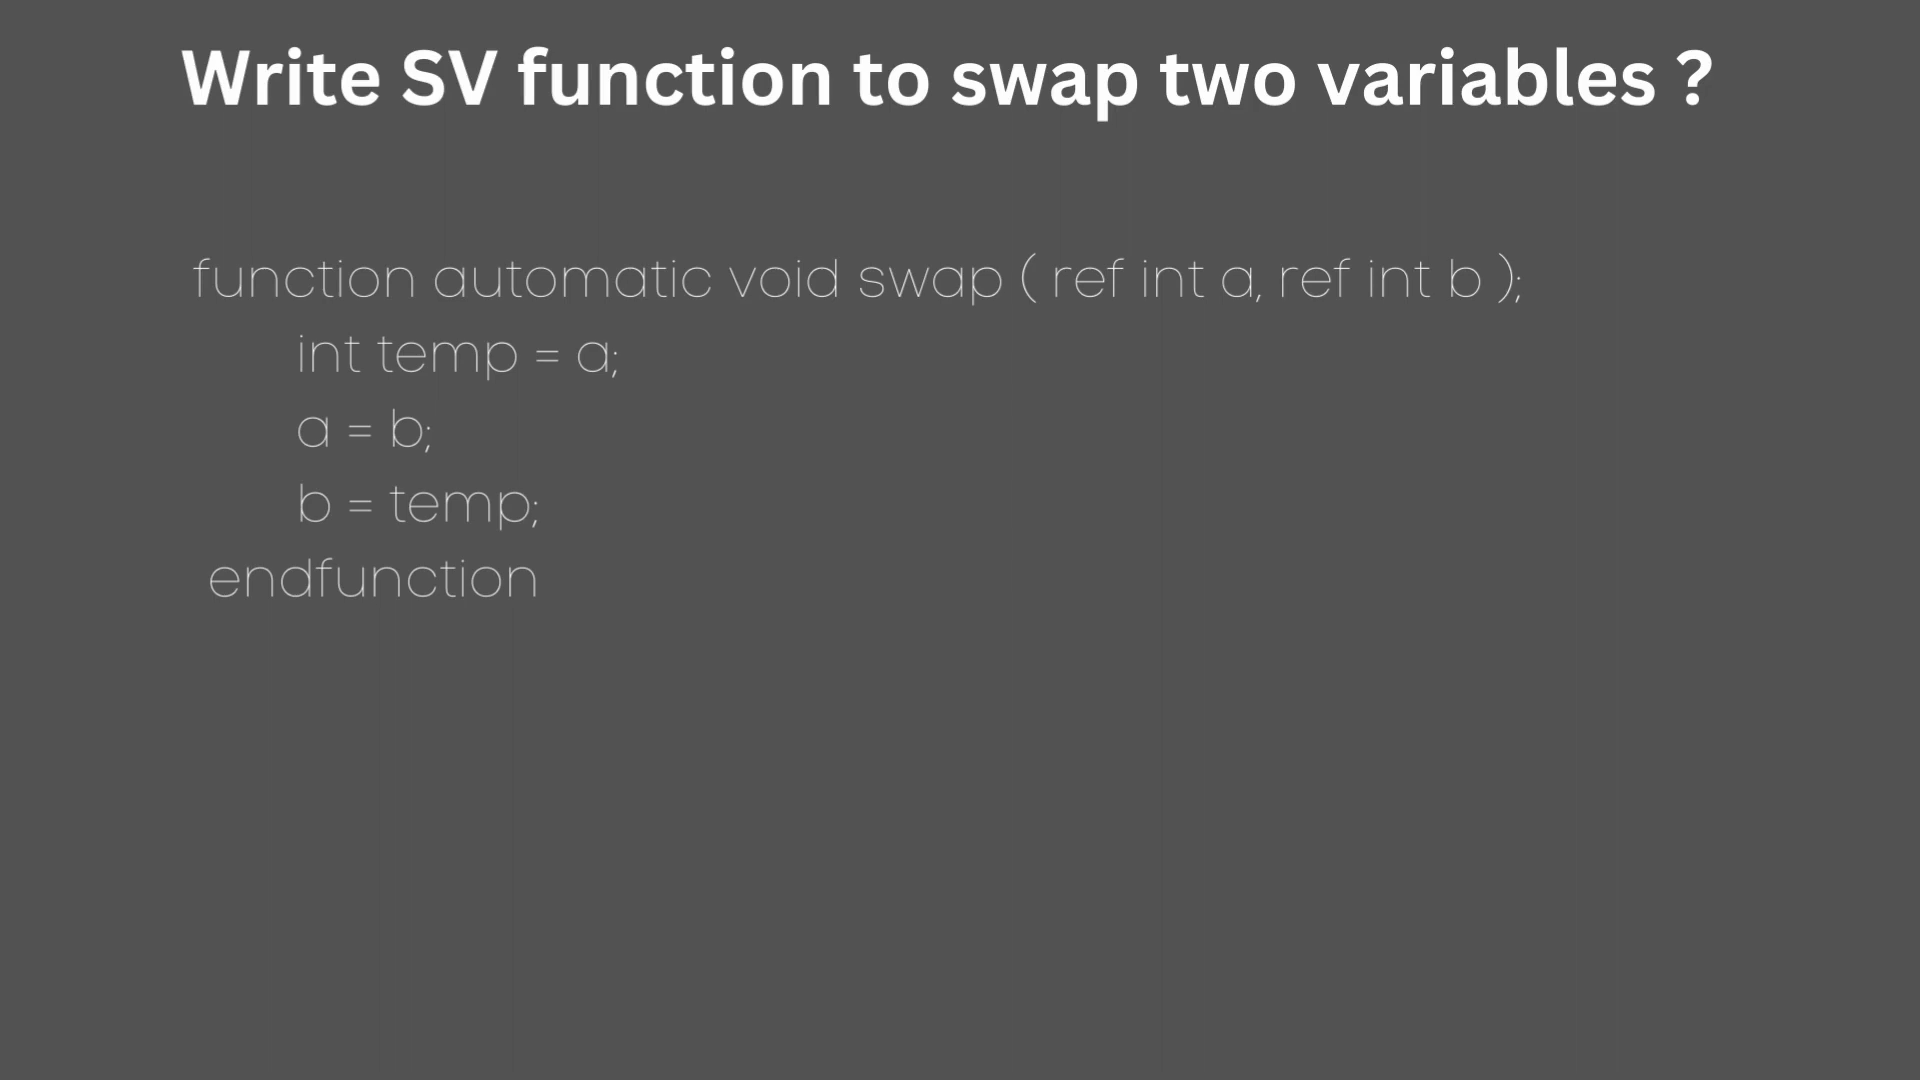 Write SV function to swap two variables ?
function automatic void swap ( ref int a, ref int b );
int temp = a;
a = b;
b = temp;
endfunction